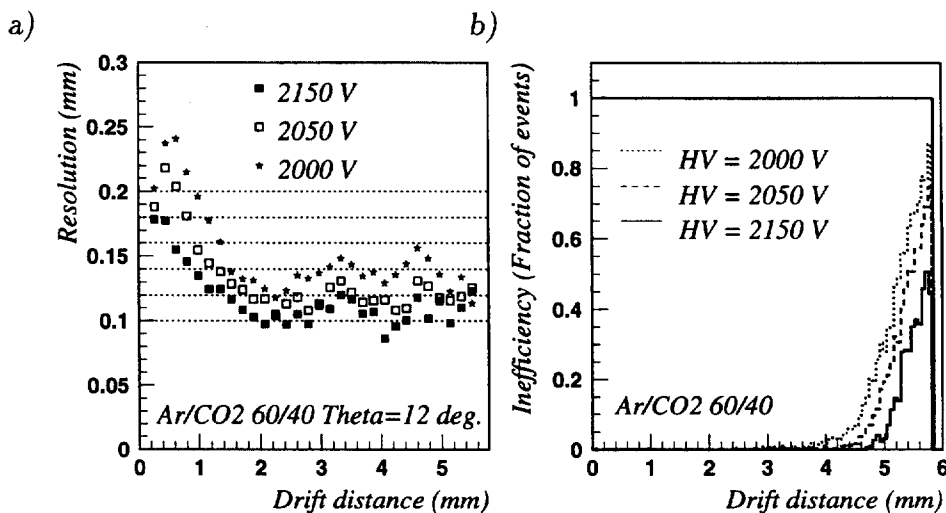 a)
Resolution (mm)
0.3
0.25
0.2
0.15
0.1
0.05
0
2150 V
2050 V
2000 V
Ar/CO2 60/40 Theta=12 deg.
0 1 2 3 4 5
Drift distance (mm)
b)
Inefficiency (Fraction of events)
1
0.8
0.6
0.4
0.2
0
HV = 2000 V
HV = 2050 V
HV = 2150 V
Ar/CO2 60/40
0 1 2 3 4 5 6
Drift distance (mm)